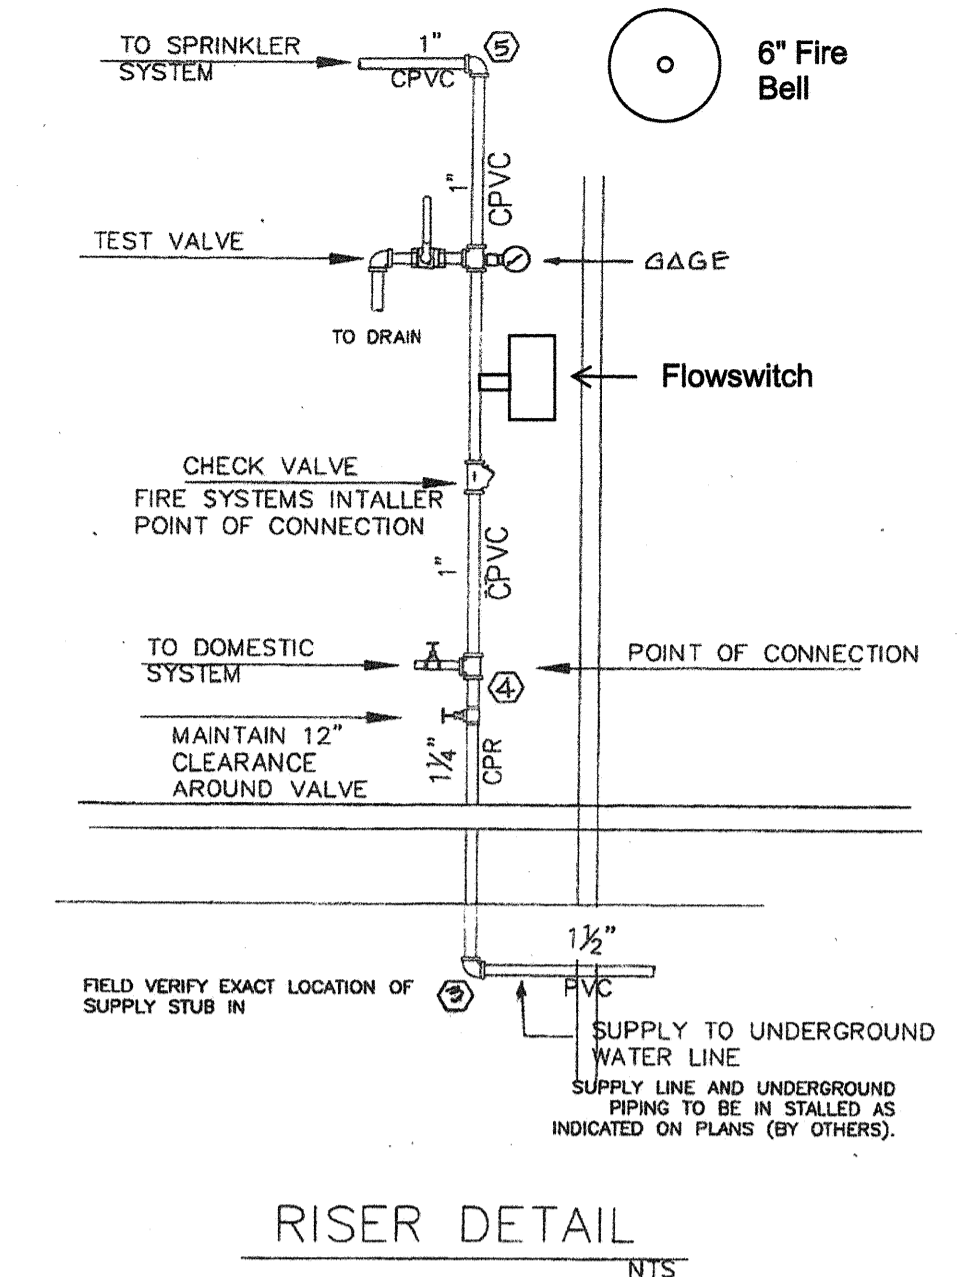 1"
5
TO SPRINKLER
SYSTEM
CPVC
6" Fire
Bell
1"
CPVC
TEST VALVE
GAGE
TO DRAIN
Flowswitch
CHECK VALVE
FIRE SYSTEMS INTALLER
POINT OF CONNECTION
1"
CPVC
TO DOMESTIC
SYSTEM
POINT OF CONNECTION
4
MAINTAIN 12"
CLEARANCE
AROUND VALVE
1¼"
CPR
1½"
PVC
FIELD VERIFY EXACT LOCATION OF
SUPPLY STUB IN
3
SUPPLY TO UNDERGROUND
WATER LINE
SUPPLY LINE AND UNDERGROUND
PIPING TO BE IN STALLED AS
INDICATED ON PLANS (BY OTHERS).
RISER DETAIL
NTS